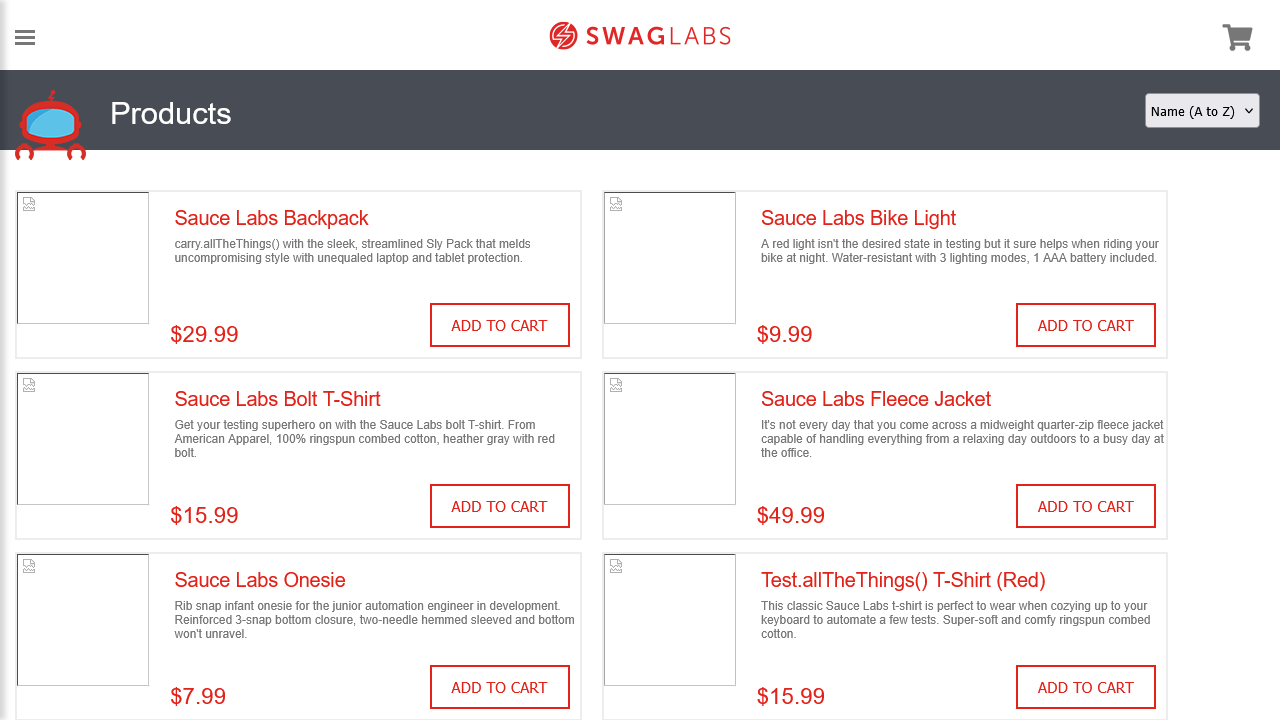 SWAGLABS
Products
Name (A to Z)
Sauce Labs Backpack
carry.allTheThings() with the sleek, streamlined Sly Pack that melds
uncompromising style with unequaled laptop and tablet protection.
$29.99
ADD TO CART
Sauce Labs Bike Light
A red light isn't the desired state in testing but it sure helps when riding your
bike at night. Water-resistant with 3 lighting modes, 1 AAA battery included.
$9.99
ADD TO CART
Sauce Labs Bolt T-Shirt
Get your testing superhero on with the Sauce Labs bolt T-shirt. From
American Apparel, 100% ringspun combed cotton, heather gray with red
bolt.
$15.99
ADD TO CART
Sauce Labs Fleece Jacket
It's not every day that you come across a midweight quarter-zip fleece jacket
capable of handling everything from a relaxing day outdoors to a busy day at
the office.
$49.99
ADD TO CART
Sauce Labs Onesie
Rib snap infant onesie for the junior automation engineer in development.
Reinforced 3-snap bottom closure, two-needle hemmed sleeved and bottom
won't unravel.
$7.99
ADD TO CART
Test.allTheThings() T-Shirt (Red)
This classic Sauce Labs t-shirt is perfect to wear when cozying up to your
keyboard to automate a few tests. Super-soft and comfy ringspun combed
cotton.
$15.99
ADD TO CART